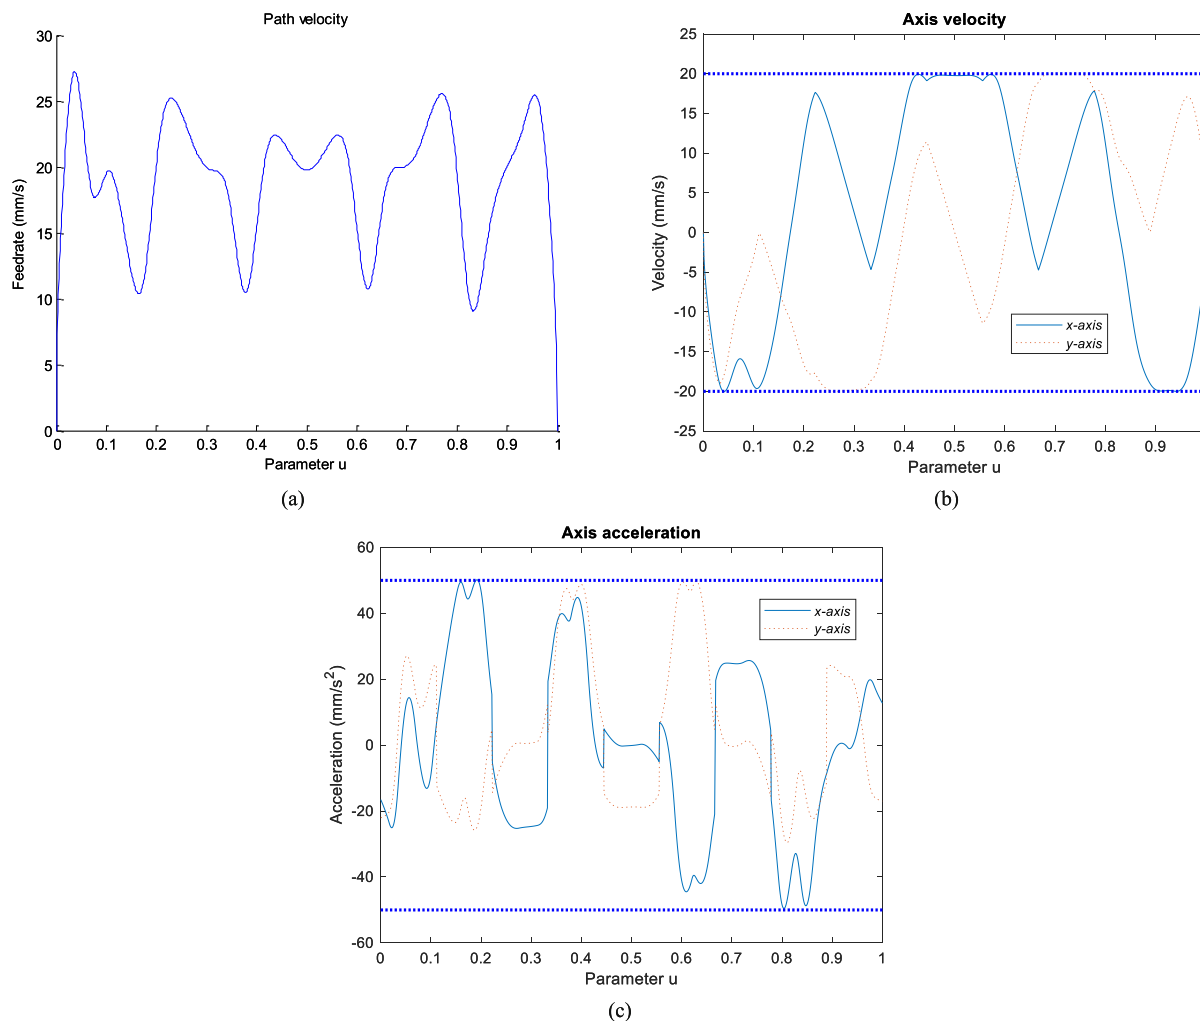 Path velocity
30
25
20
15
10
5
0
Feedrate (mm/s)
0 0.1 0.2 0.3 0.4 0.5 0.6 0.7 0.8 0.9 1
Parameter u
(a)
Axis velocity
25
20
15
10
5
0
-5
-10
-15
-20
-25
Velocity (mm/s)
x-axis
y-axis
0 0.1 0.2 0.3 0.4 0.5 0.6 0.7 0.8 0.9
Parameter u
(b)
Axis acceleration
60
40
20
0
-20
-40
-60
Acceleration (mm/s²)
x-axis
y-axis
0 0.1 0.2 0.3 0.4 0.5 0.6 0.7 0.8 0.9 1
Parameter u
(c)